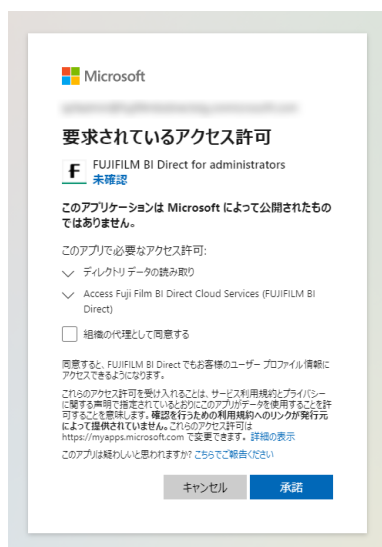 Microsoft
要求されているアクセス許可
FUJIFILM BI Direct for administrators
未確認
このアプリケーションは Microsoft によって公開されたもの
ではありません。
このアプリで必要なアクセス許可:
ディレクトリ データの読み取り
Access Fuji Film BI Direct Cloud Services (FUJIFILM BI
Direct)
組織の代理として同意する
同意すると、FUJIFILM BI Direct でもお客様のユーザー プロファイル情報に
アクセスできるようになります。
これらのアクセス許可を受け入れることは、サービス利用規約とプライバシー
に関する声明で指定されているとおりにこのアプリがデータを使用することを許
可することを意味します。確認を行うための利用規約へのリンクが発行元
によって提供されていません。これらのアクセス許可は
https://myapps.microsoft.com で変更できます。詳細の表示
このアプリは疑わしいと思われますか? こちらでご報告ください
キャンセル
承諾